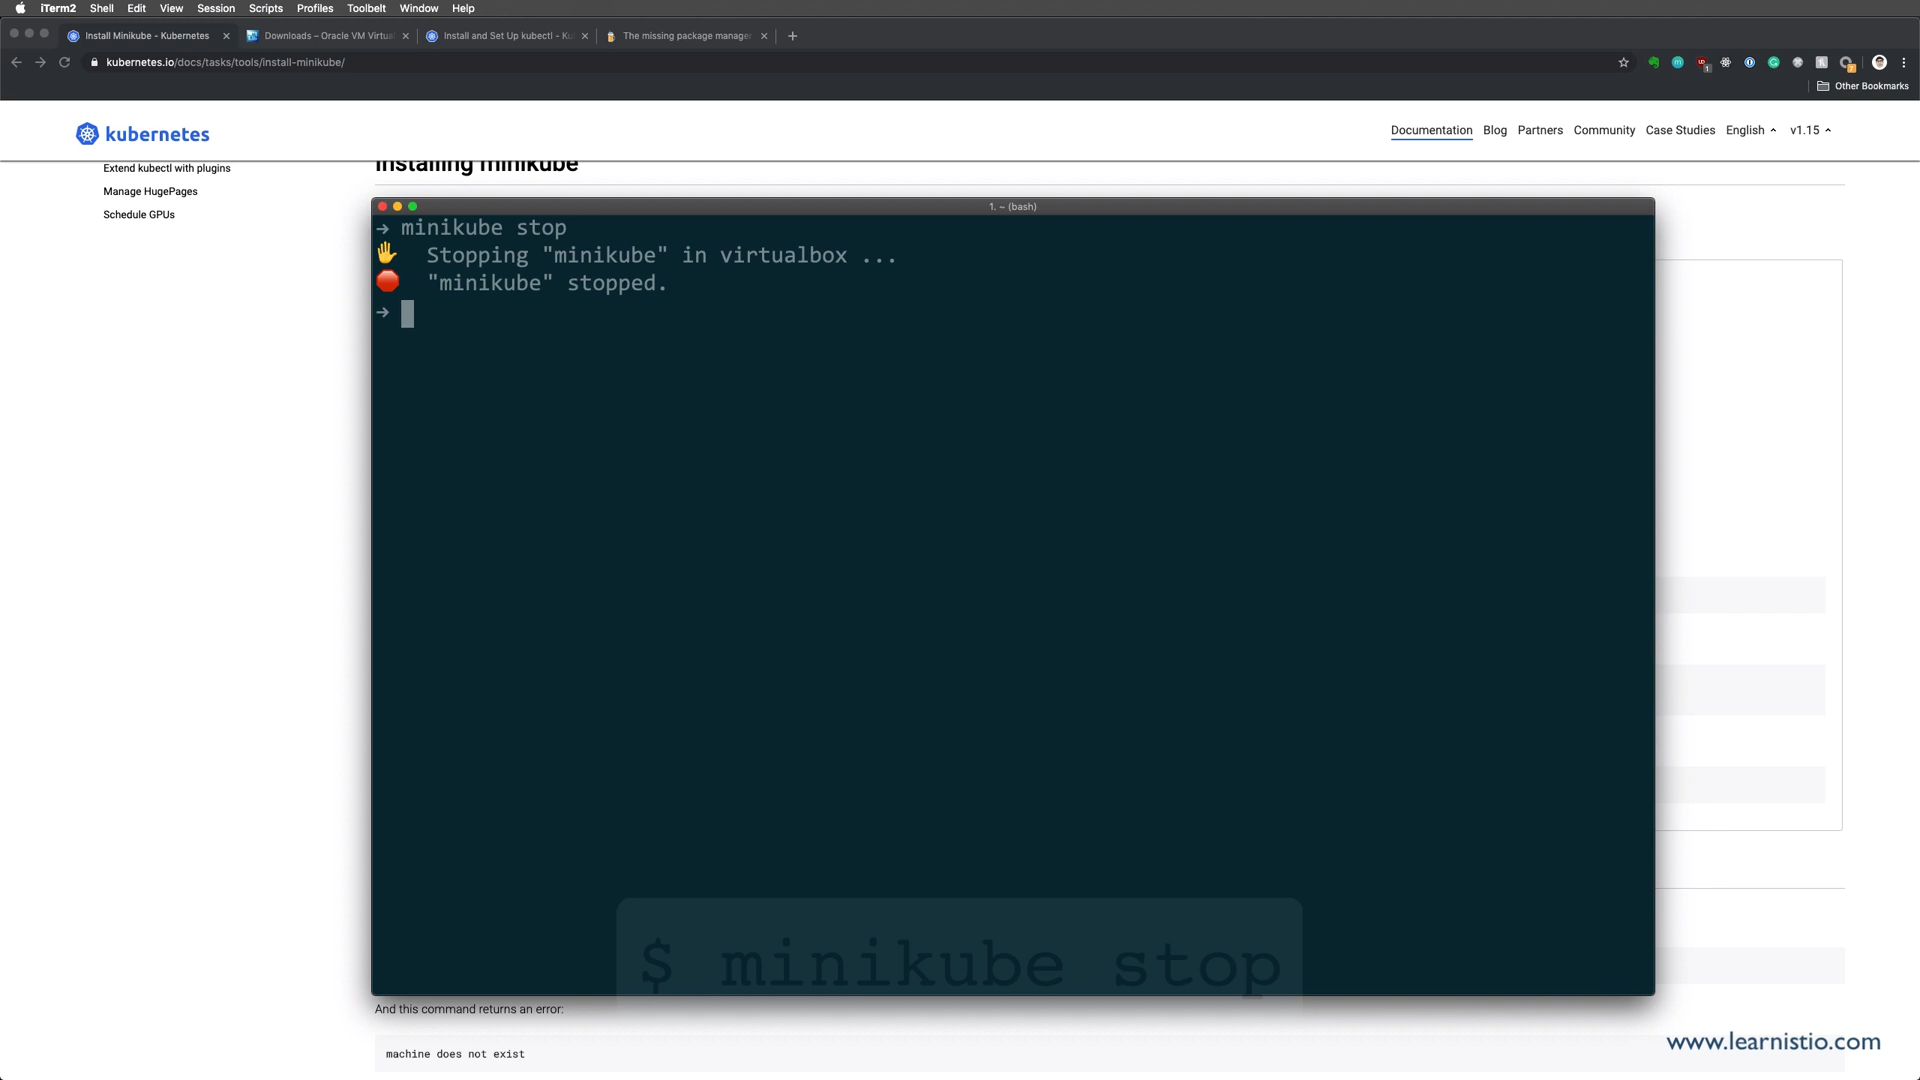 iTerm2 Shell Edit View Session Scripts Profiles Toolbelt Window Help
Install Minikube - Kubernetes
Downloads – Oracle VM Virtua
Install and Set Up kubectl - Ku
The missing package manager
kubernetes.io/docs/tasks/tools/install-minikube/
Other Bookmarks
kubernetes
Documentation Blog Partners Community Case Studies English v1.15
Installing minikube
Extend kubectl with plugins
Manage HugePages
Schedule GPUs
1. ~ (bash)
→ minikube stop
✋ Stopping "minikube" in virtualbox ...
🛑 "minikube" stopped.
→
$ minikube stop
And this command returns an error:
machine does not exist
www.learnistio.com